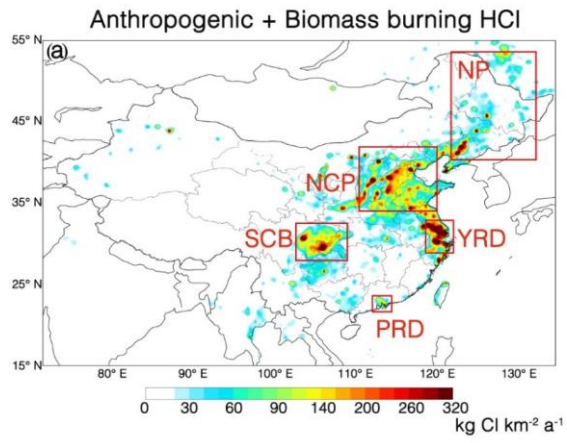 Anthropogenic + Biomass burning HCl
55° N
(a)
NP
45° N
NCP
35° N
SCB
YRD
25° N
PRD
15° N
80° E 90° E 100° E 110° E 120° E 130° E
0 30 60 90 140 200 260 320
kg Cl km⁻² a⁻¹